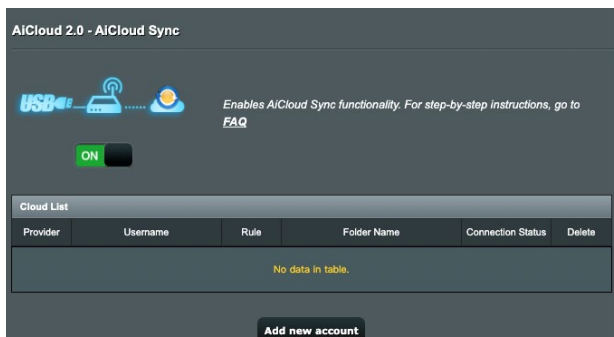 AiCloud 2.0 - AiCloud Sync
USB
Enables AiCloud Sync functionality. For step-by-step instructions, go to
FAQ
ON
Cloud List
Provider Username Rule Folder Name Connection Status Delete
No data in table.
Add new account